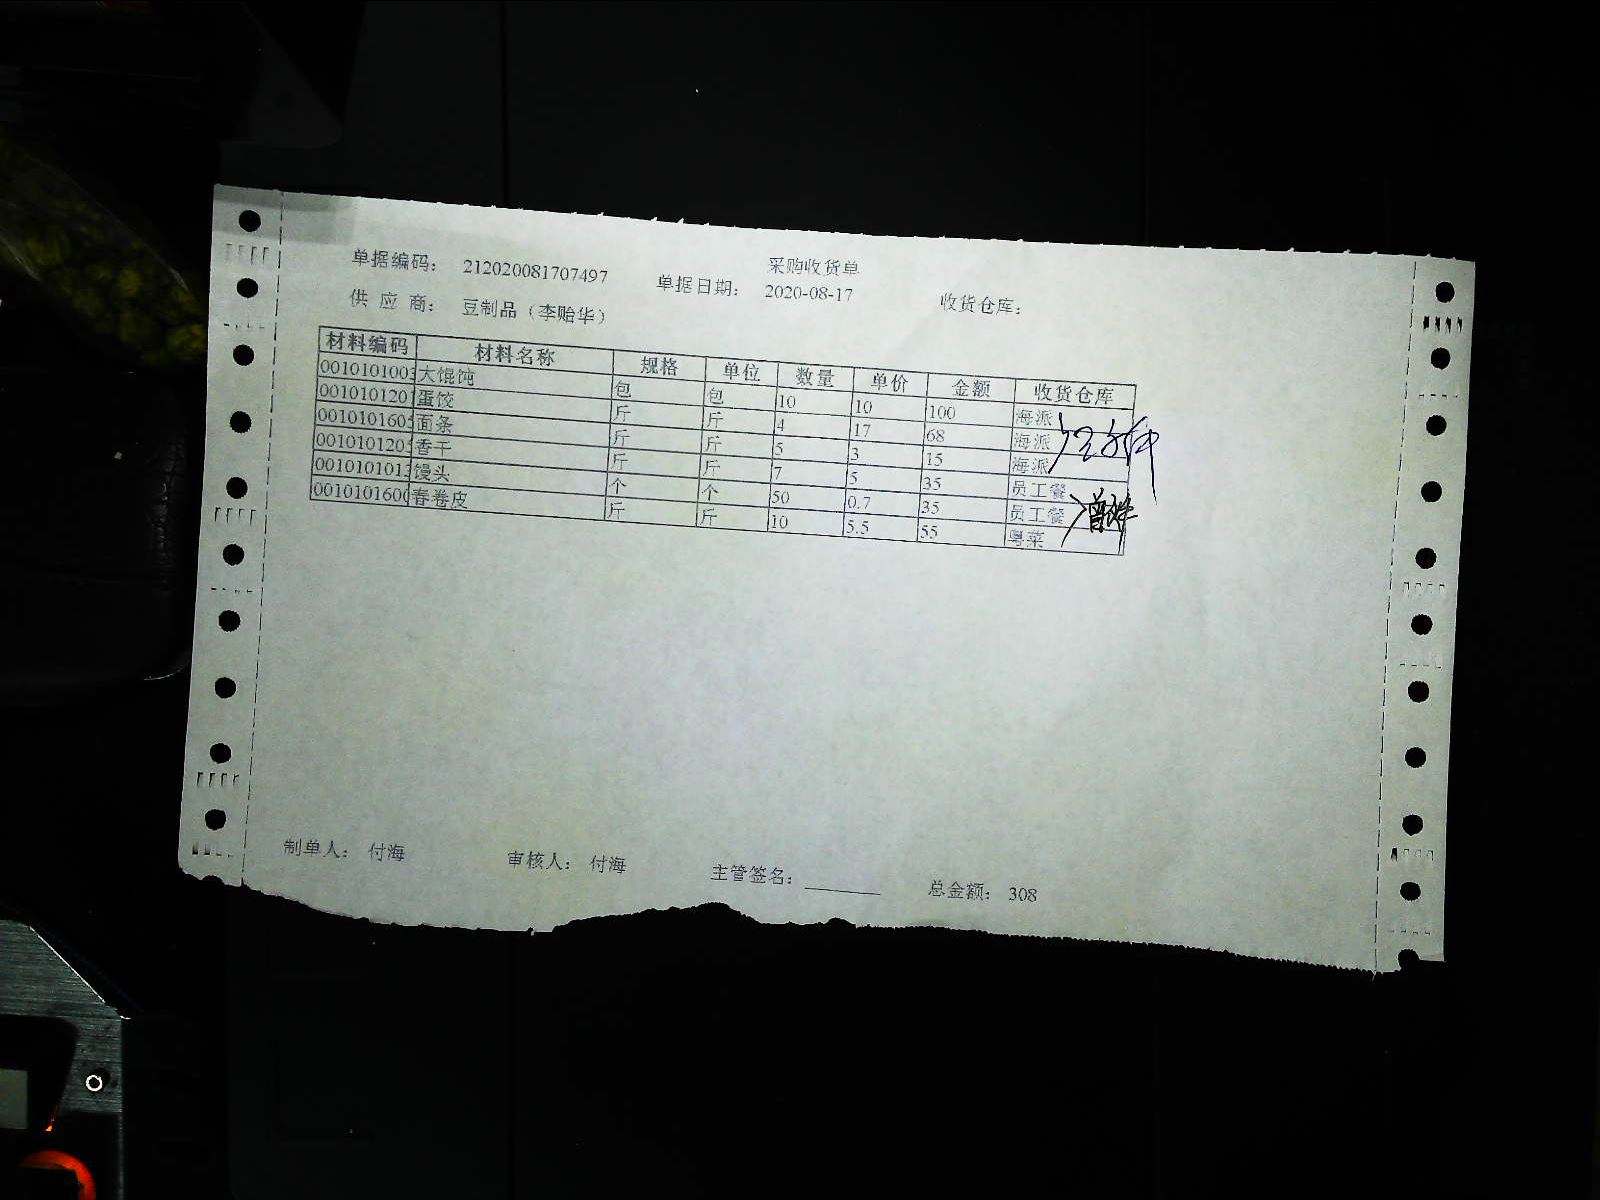 采购收货单
单据编码： 212020081707497 单据日期： 2020-08-17 收货仓库：
供 应 商： 豆制品（李贻华）
材料编码 材料名称 规格 单位 数量 单价 金额 收货仓库
0010101003 大馄饨 包 包 10 10 100 海派
0010101201 蛋饺 斤 斤 4 17 68 海派
001010160 面条 斤 斤 5 3 15 海派
001010120 香干 斤 斤 7 5 35 员工餐
001010101 馒头 个 个 50 0.7 35 员工餐
001010160 春卷皮 斤 斤 10 5.5 55 粤菜
制单人： 付海 审核人： 付海 主管签名： 总金额： 308